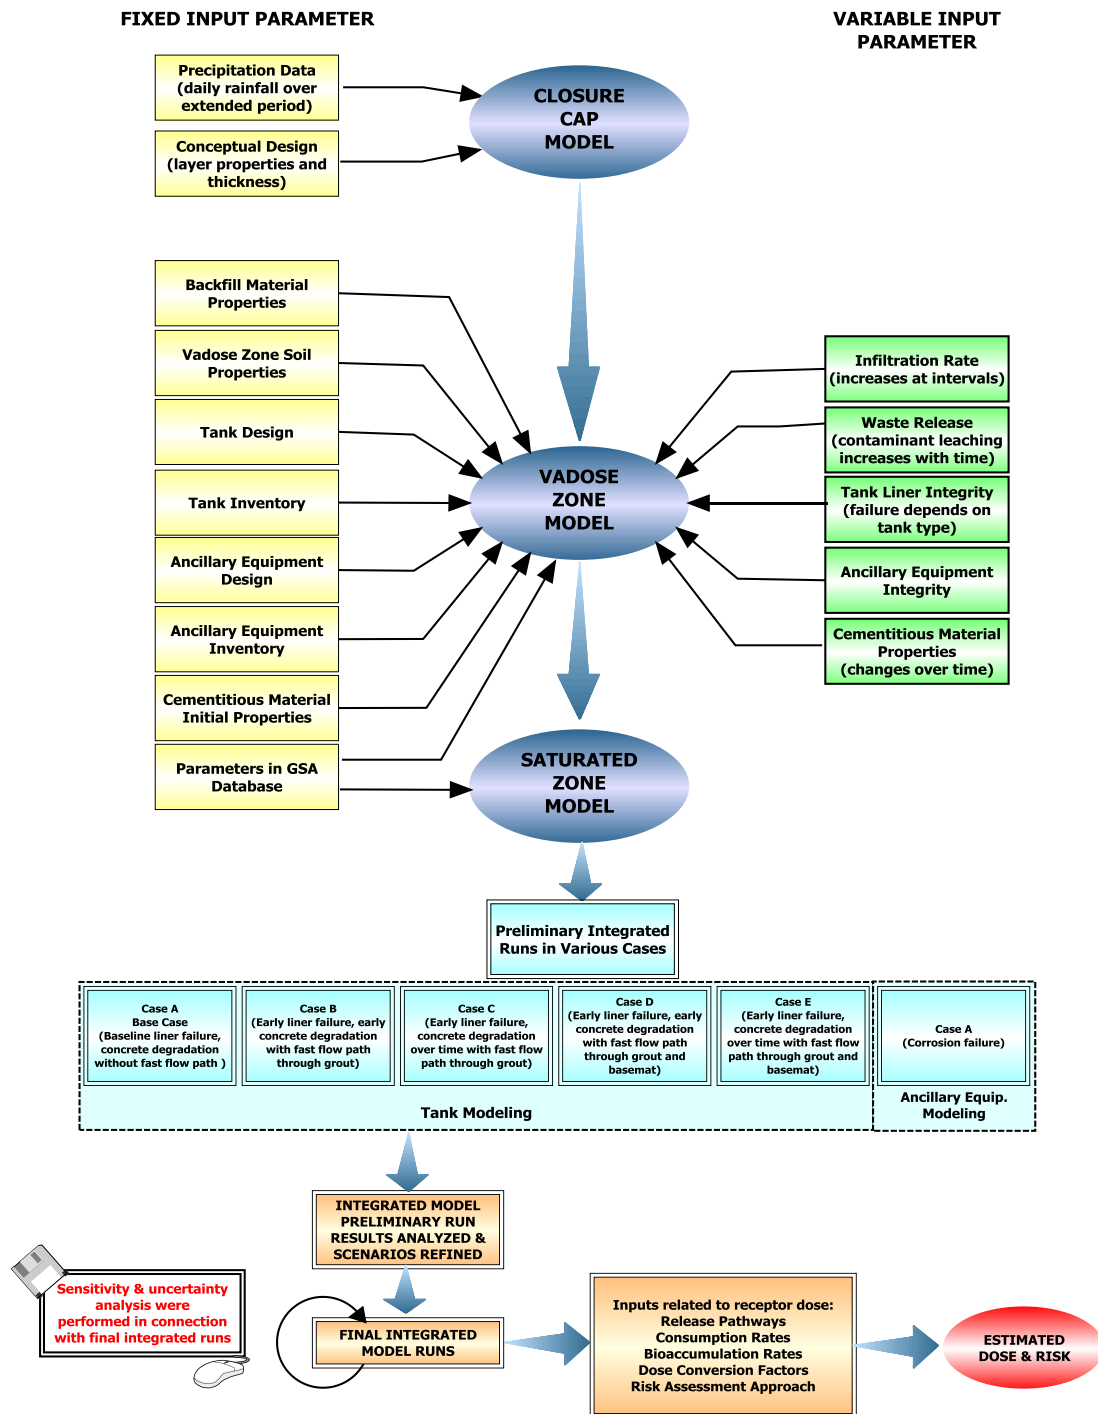 FIXED INPUT PARAMETER
VARIABLE INPUT
PARAMETER
Precipitation Data
(daily rainfall over
extended period)
Conceptual Design
(layer properties and
thickness)
CLOSURE
CAP
MODEL
Backfill Material
Properties
Vadose Zone Soil
Properties
Tank Design
Tank Inventory
Ancillary Equipment
Design
Ancillary Equipment
Inventory
Cementitious Material
Initial Properties
Parameters in GSA
Database
VADOSE
ZONE
MODEL
Infiltration Rate
(increases at intervals)
Waste Release
(contaminant leaching
increases with time)
Tank Liner Integrity
(failure depends on
tank type)
Ancillary Equipment
Integrity
Cementitious Material
Properties
(changes over time)
SATURATED
ZONE
MODEL
Preliminary Integrated
Runs in Various Cases
Case A
Base Case
(Baseline liner failure,
concrete degradation
without fast flow path )
Case B
(Early liner failure, early
concrete degradation
with fast flow path
through grout)
Case C
(Early liner failure,
concrete degradation
over time with fast flow
path through grout)
Case D
(Early liner failure, early
concrete degradation
with fast flow path
through grout and
basemat)
Case E
(Early liner failure,
concrete degradation
over time with fast flow
path through grout and
basemat)
Case A
(Corrosion failure)
Tank Modeling
Ancillary Equip.
Modeling
INTEGRATED MODEL
PRELIMINARY RUN
RESULTS ANALYZED &
SCENARIOS REFINED
Sensitivity & uncertainty
analysis were
performed in connection
with final integrated runs
FINAL INTEGRATED
MODEL RUNS
Inputs related to receptor dose:
Release Pathways
Consumption Rates
Bioaccumulation Rates
Dose Conversion Factors
Risk Assessment Approach
ESTIMATED
DOSE & RISK